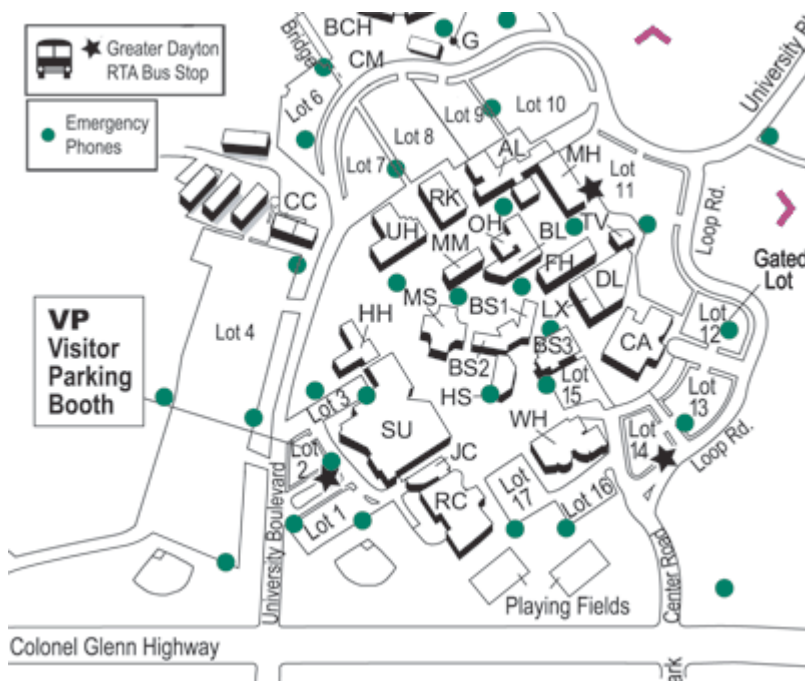 BCH
Greater Dayton
RTA Bus Stop
Bridge
G
CM
University
Emergency
Phones
Lot 6
Lot 7
Lot 8
Lot 9
Lot 10
AL
MH
Lot
11
CC
RK
UH
OH
MM
BL
TV
FH
Loop Rd.
Gated
Lot
VP
Visitor
Parking
Booth
Lot 4
HH
MS
BS1
LX
DL
Lot
12
BS2
BS3
CA
HS
Lot
15
Lot
13
Lot 3
SU
WH
Lot
14
Loop Rd.
Lot
2
JC
Lot 1
RC
Lot
17
Lot 16
University Boulevard
Playing Fields
Center Road
Colonel Glenn Highway